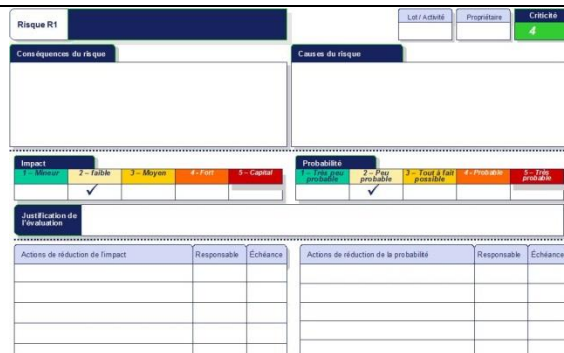 Risque R1
Lot / Activité
Propriétaire
Criticité
4
Conséquences du risque
Causes du risque
Impact
1 – Mineur
2 – faible
3 – Moyen
4 - Fort
5 – Capital
Probabilité
1 – Très peu
probable
2 – Peu
probable
3 – Tout à fait
possible
4 - Probable
5 – Très
probable
Justification de
l'évaluation
Actions de réduction de l'impact
Responsable
Échéance
Actions de réduction de la probabilité
Responsable
Échéance